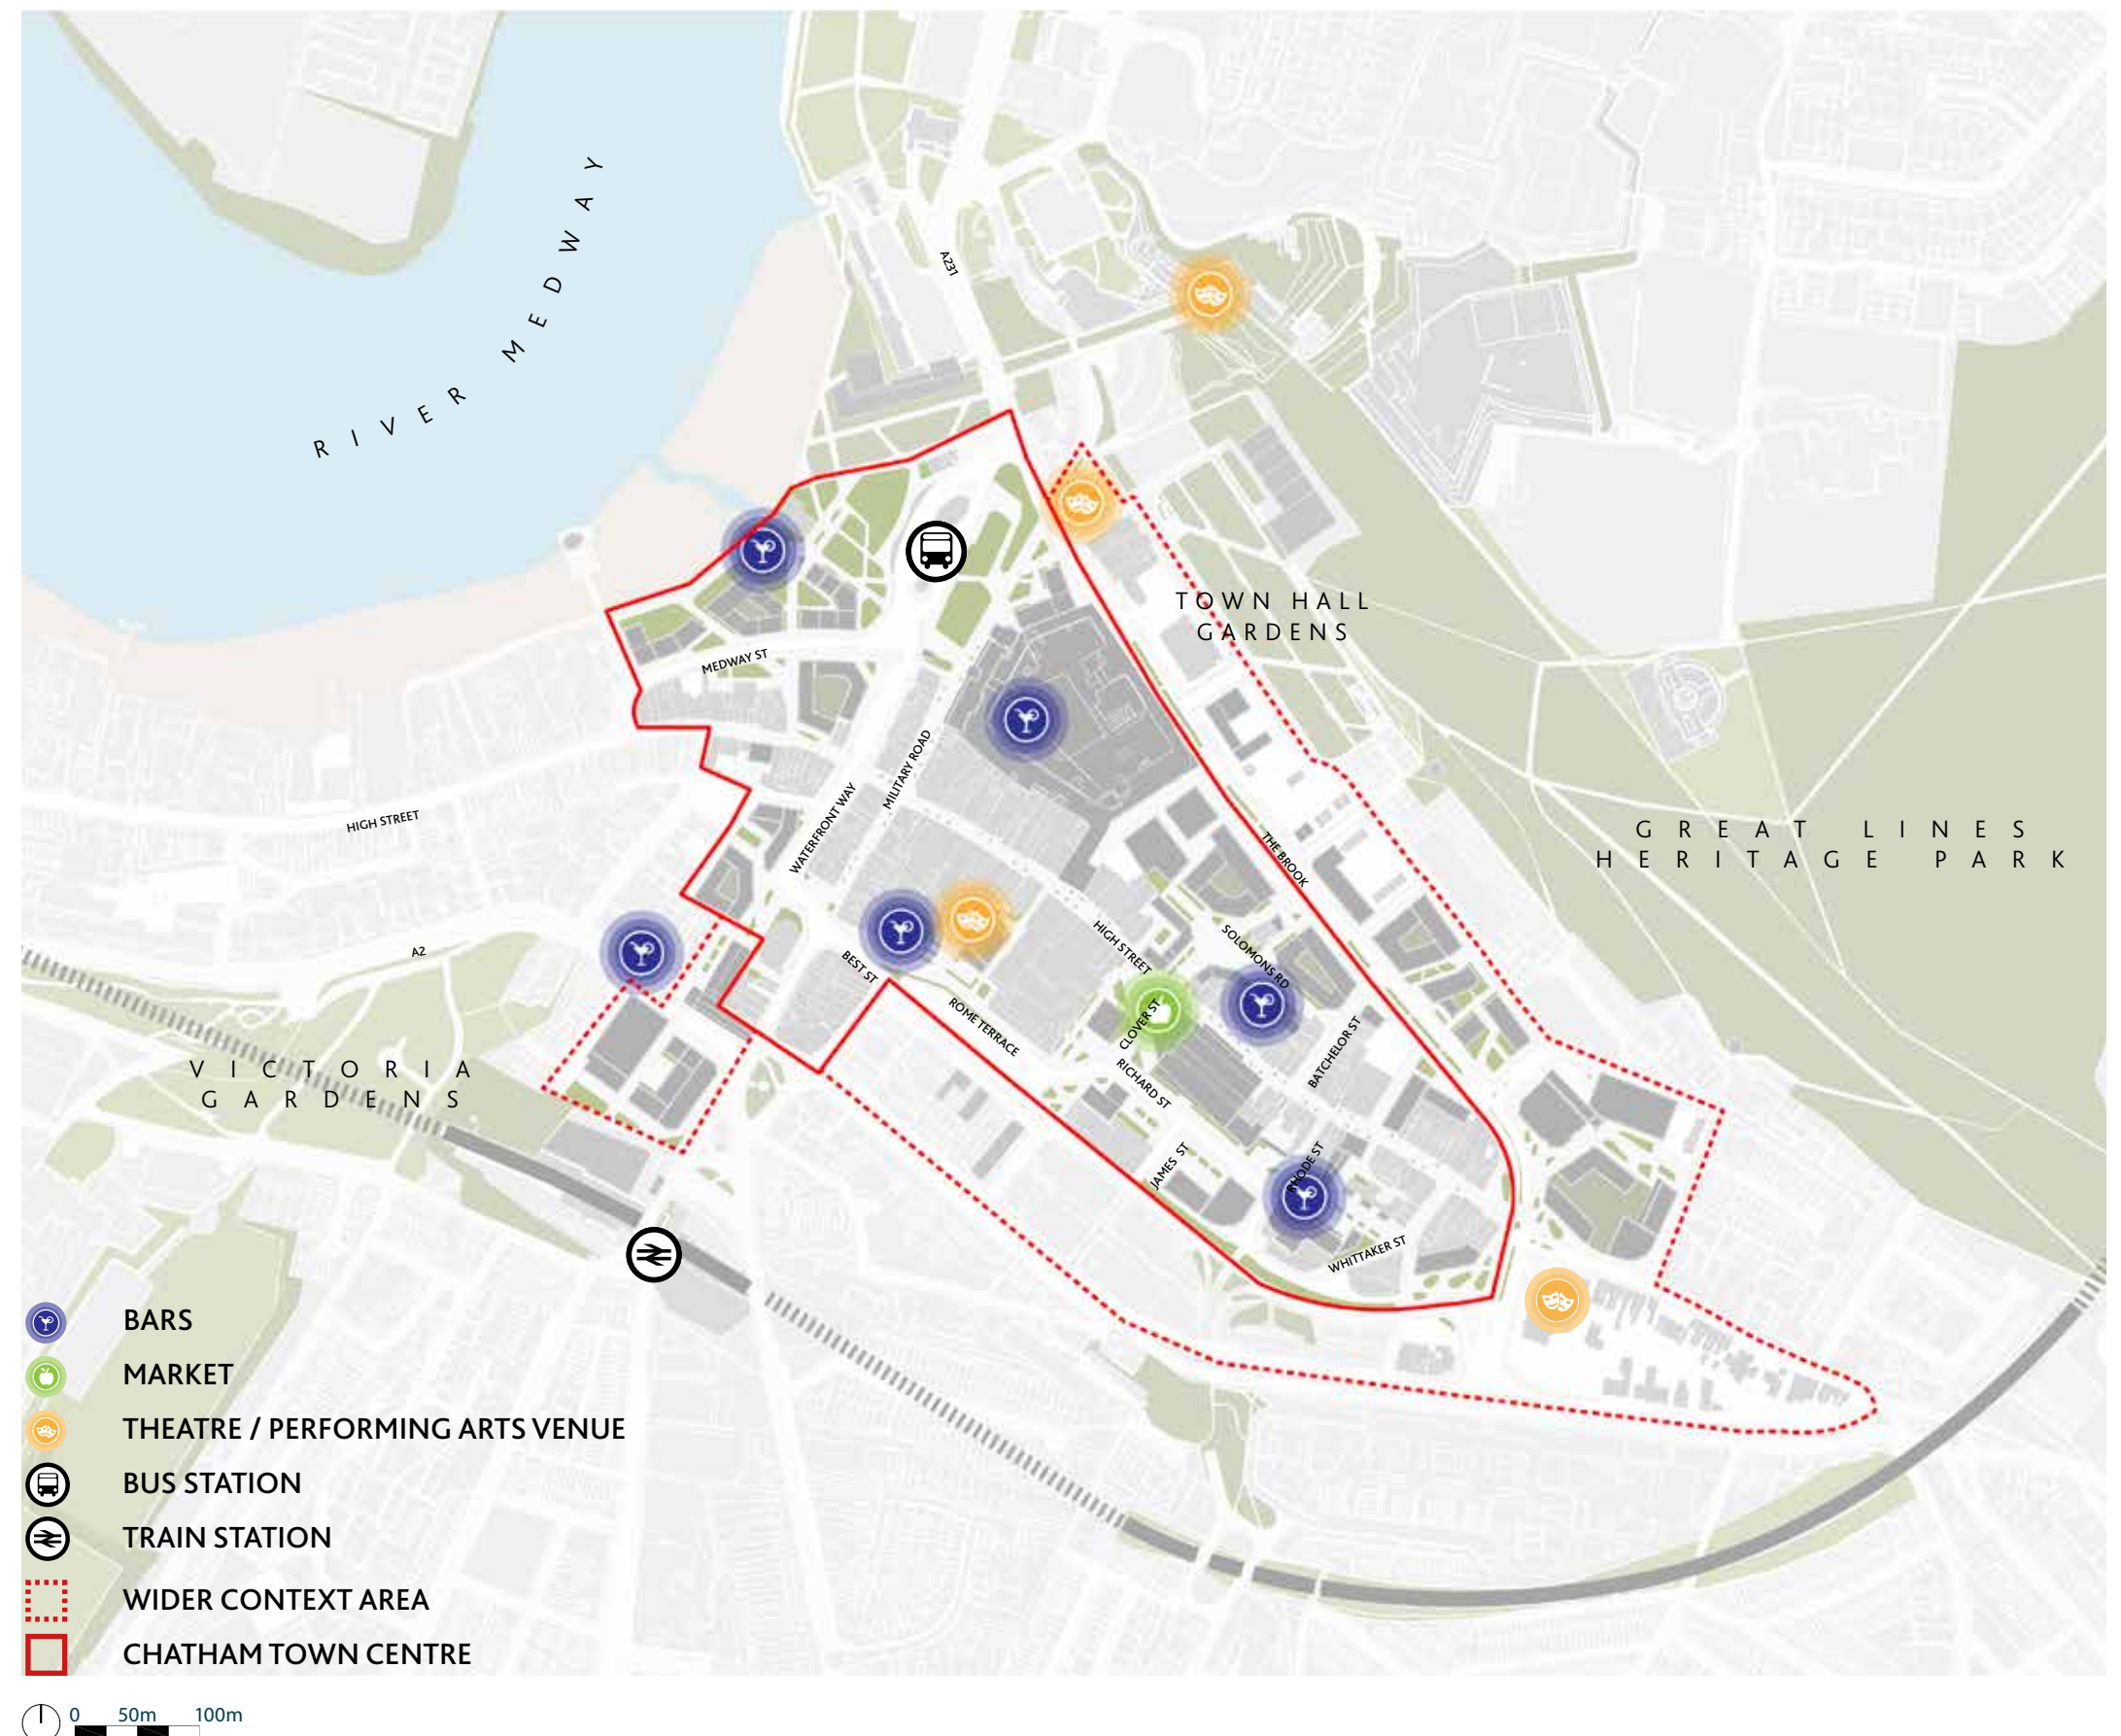 RIVER MEDWAY
A231
TOWN HALL
GARDENS
MEDWAY ST
MILITARY ROAD
WATERFRONT WAY
HIGH STREET
THE BROOK
GREAT LINES
HERITAGE PARK
A2
BEST ST
HIGH STREET
SOLOMONS RD
ROME TERRACE
CLOVER ST
BATCHELOR ST
RICHARD ST
VICTORIA
GARDENS
JAMES ST
RHODE ST
WHITTAKER ST
BARS
MARKET
THEATRE / PERFORMING ARTS VENUE
BUS STATION
TRAIN STATION
WIDER CONTEXT AREA
CHATHAM TOWN CENTRE
0 50m 100m